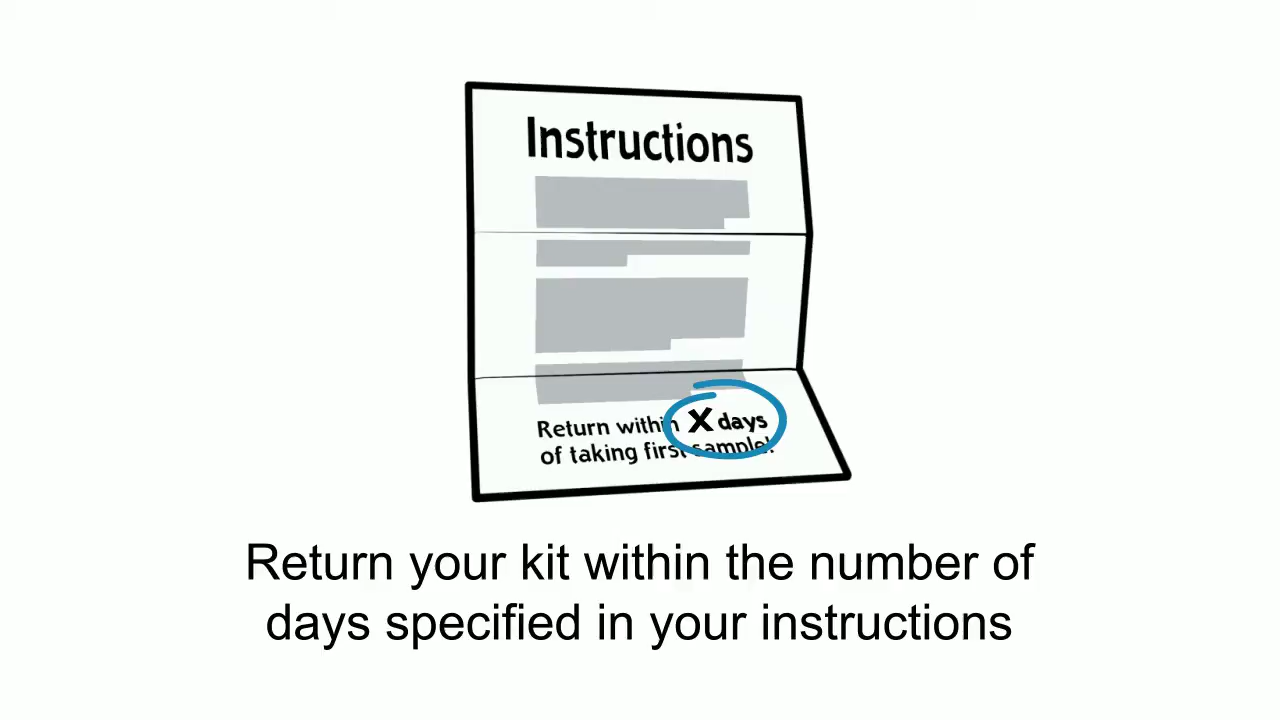 Instructions
Return within X days
of taking first sample!
Return your kit within the number of
days specified in your instructions